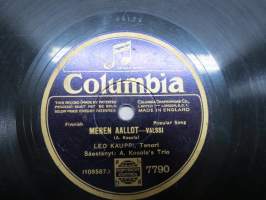 Columbia
MADE IN ENGLAND
Finnish
Popular Song
MEREN AALLOT—VALSSI
(A. Kosola)
LEO KAUPPI, Tenori
Säestänyt: A. Kosola's Trio
7790